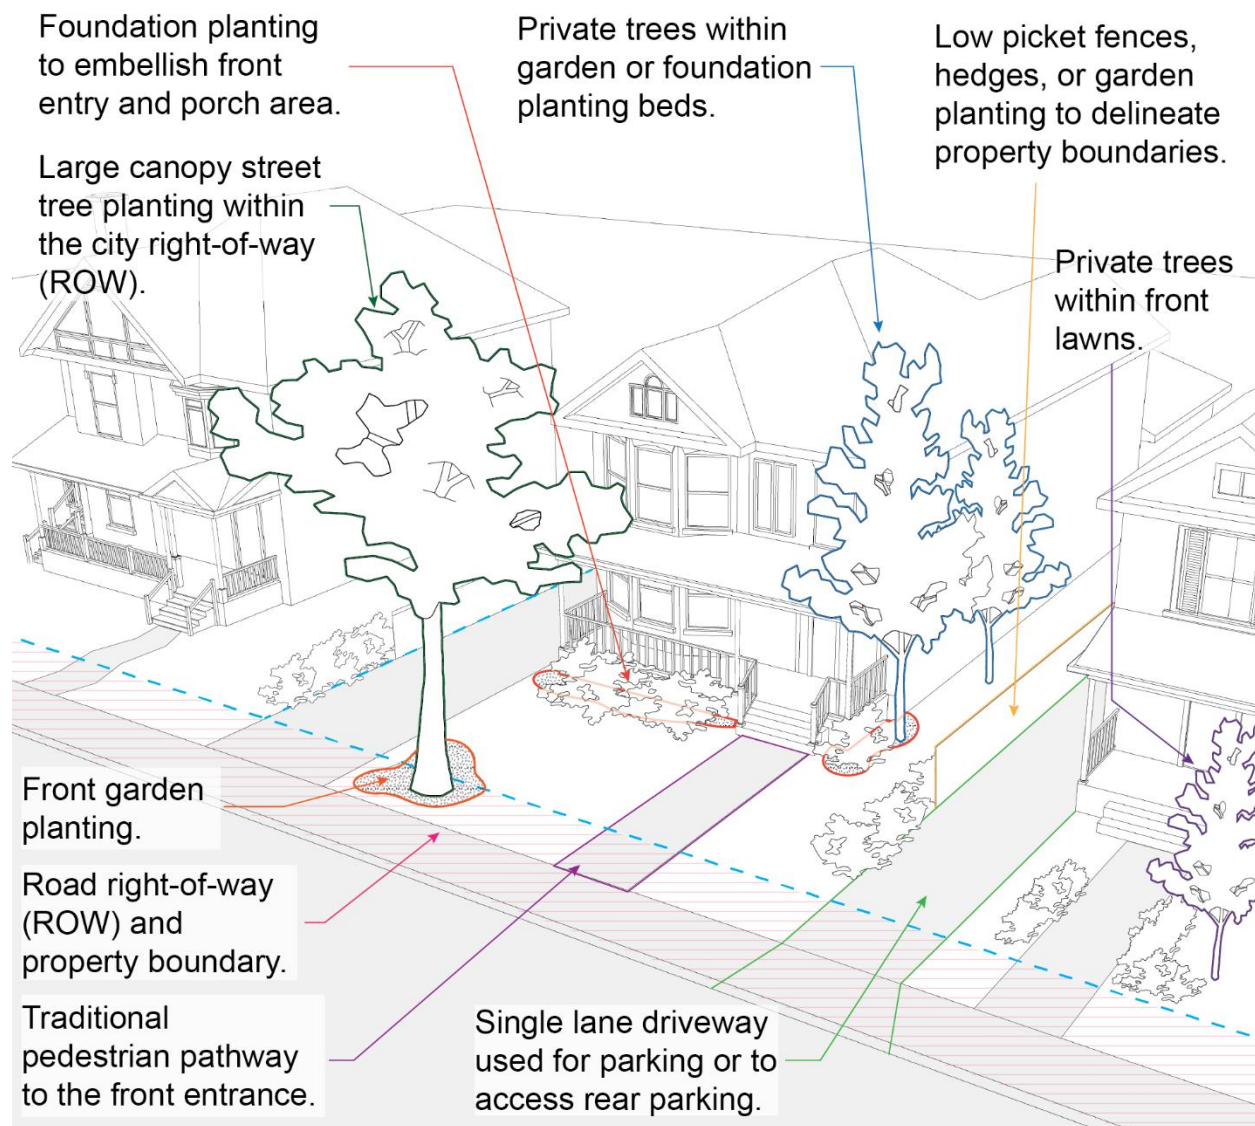 Foundation planting
to embellish front
entry and porch area.
Private trees within
garden or foundation
planting beds.
Low picket fences,
hedges, or garden
planting to delineate
property boundaries.
Large canopy street
tree planting within
the city right-of-way
(ROW).
Private trees
within front
lawns.
Front garden
planting.
Road right-of-way
(ROW) and
property boundary.
Traditional
pedestrian pathway
to the front entrance.
Single lane driveway
used for parking or to
access rear parking.